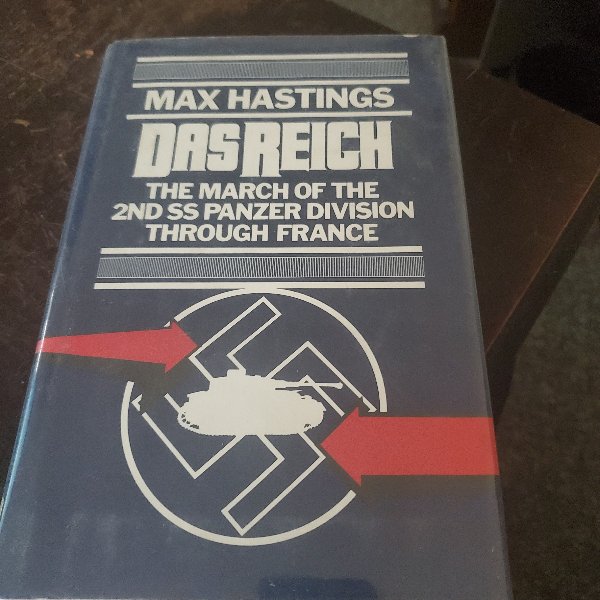 MAX HASTINGS
DAS REICH
THE MARCH OF THE
2ND SS PANZER DIVISION
THROUGH FRANCE